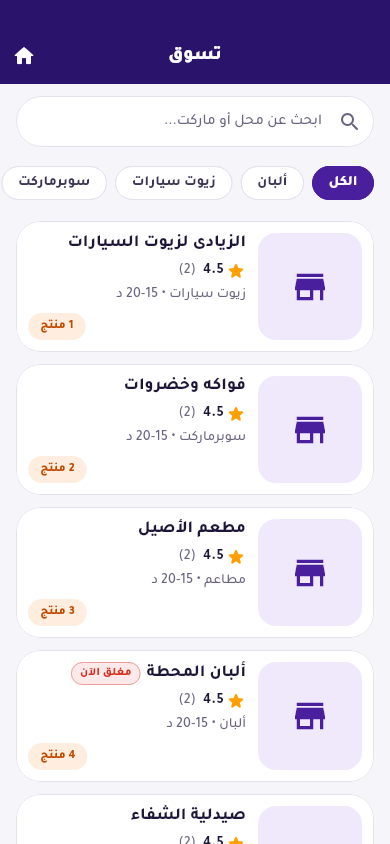 تسوق
ابحث عن محل أو ماركت...
الكل
ألبان
زيوت سيارات
سوبرماركت
الزيادى لزيوت السيارات
4.5 (2)
زيوت سيارات • 15-20 د
1 منتج
فواكه وخضروات
4.5 (2)
سوبرماركت • 15-20 د
2 منتج
مطعم الأصيل
4.5 (2)
مطاعم • 15-20 د
3 منتج
ألبان المحطة مغلق الآن
4.5 (2)
ألبان • 15-20 د
4 منتج
صيدلية الشفاء
4.5 (2)